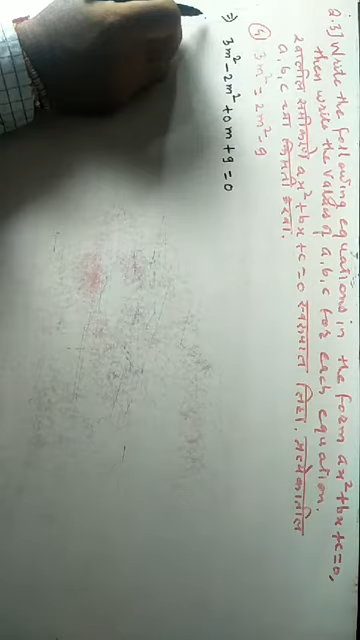 Q.3] Write the following equations in the form ax²+bx+c=0,
then write the values of a, b, c for each equation.
खालील समीकरणे ax²+bx+c=0 स्वरूपात लिहा. प्रत्येकातील
a, b, c च्या किंमती ठरवा.
(4) 3m² = 2m² - 9
⇒ 3m² - 2m² + 0m + 9 = 0